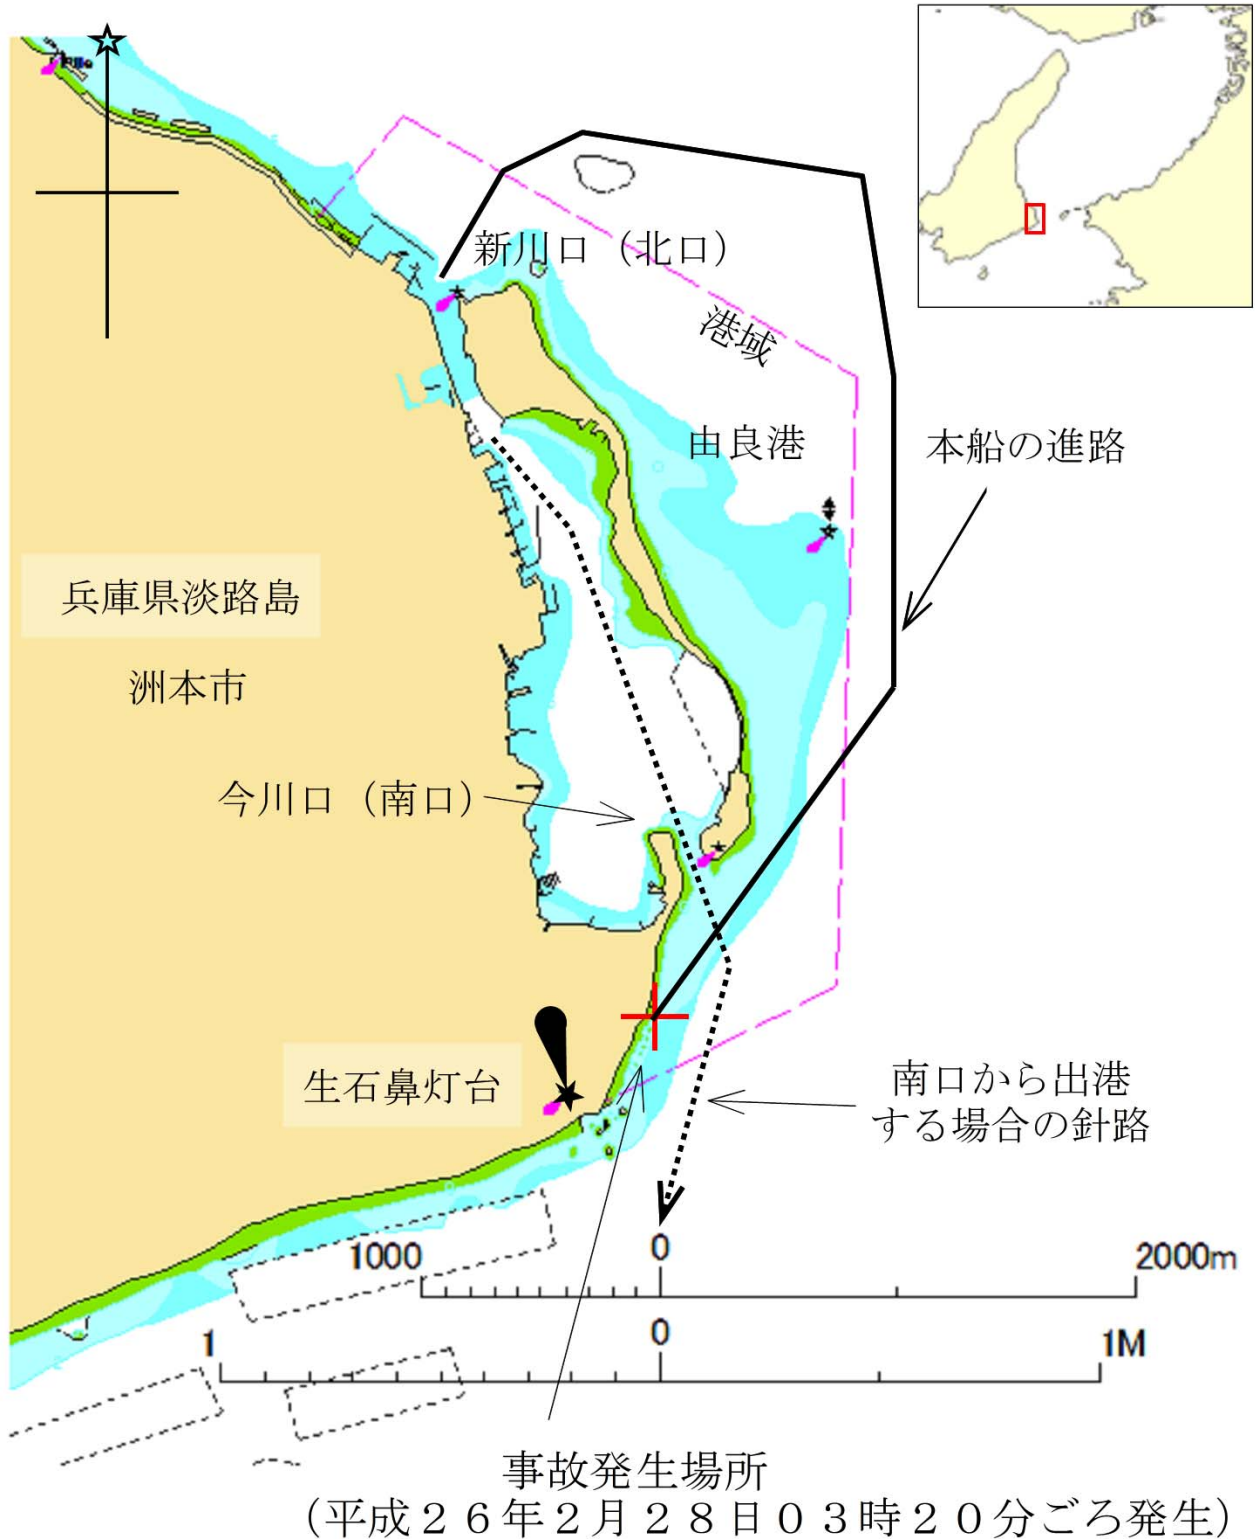 新川口（北口）
港域
由良港
本船の進路
兵庫県淡路島
洲本市
今川口（南口）
生石鼻灯台
南口から出港
する場合の針路
1000 0 2000m
1 0 1M
事故発生場所
（平成２６年２月２８日０３時２０分ごろ発生）